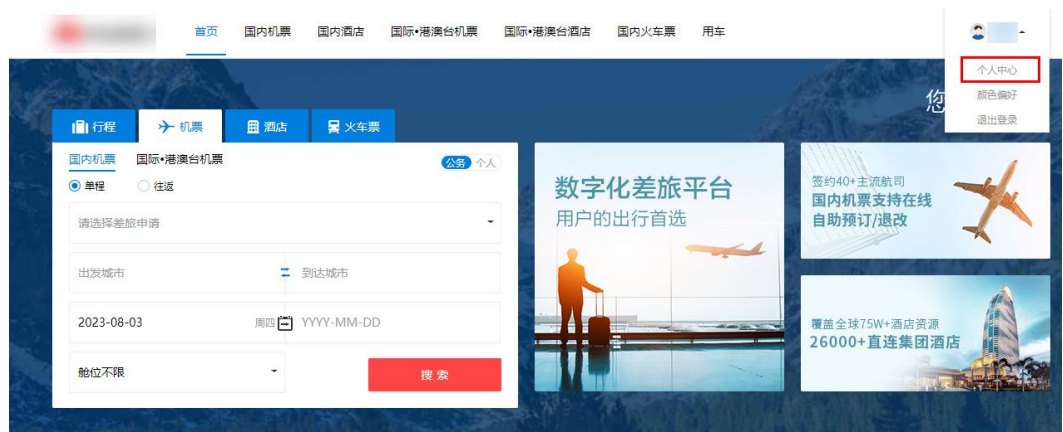 首页 国内机票 国内酒店 国际•港澳台机票 国际•港澳台酒店 国内火车票 用车
个人中心
颜色偏好
退出登录
您
行程 机票 酒店 火车票
国内机票 国际•港澳台机票 公务 个人
单程 往返
请选择差旅申请
出发城市 到达城市
2023-08-03 周四 YYYY-MM-DD
舱位不限 搜索
数字化差旅平台
用户的出行首选
签约40+主流航司
国内机票支持在线
自助预订/退改
覆盖全球75W+酒店资源
26000+直连集团酒店